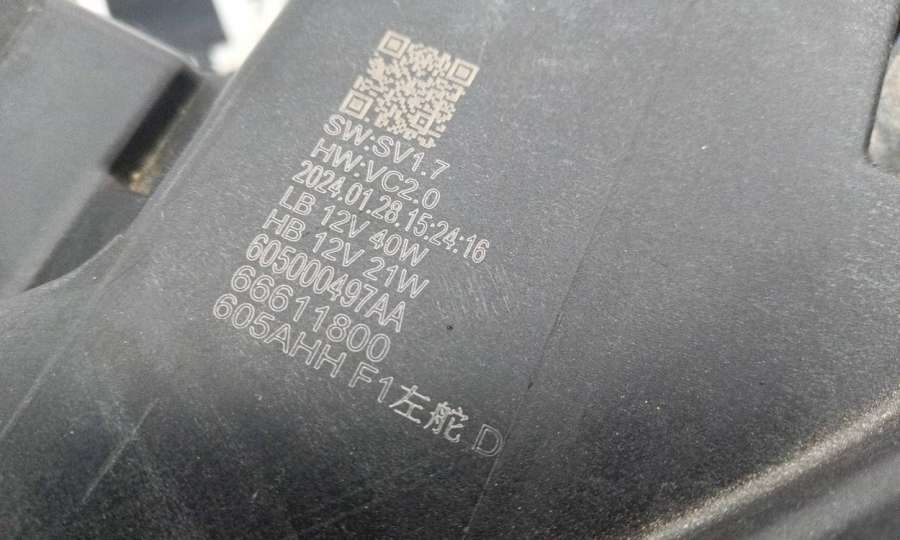 SW:SV1.7
HW:VC2.0
2024.01.28.15:24:16
LB 12V 40W
HB 12V 21W
605000497AA
66611800
605AHH F1左舵 D